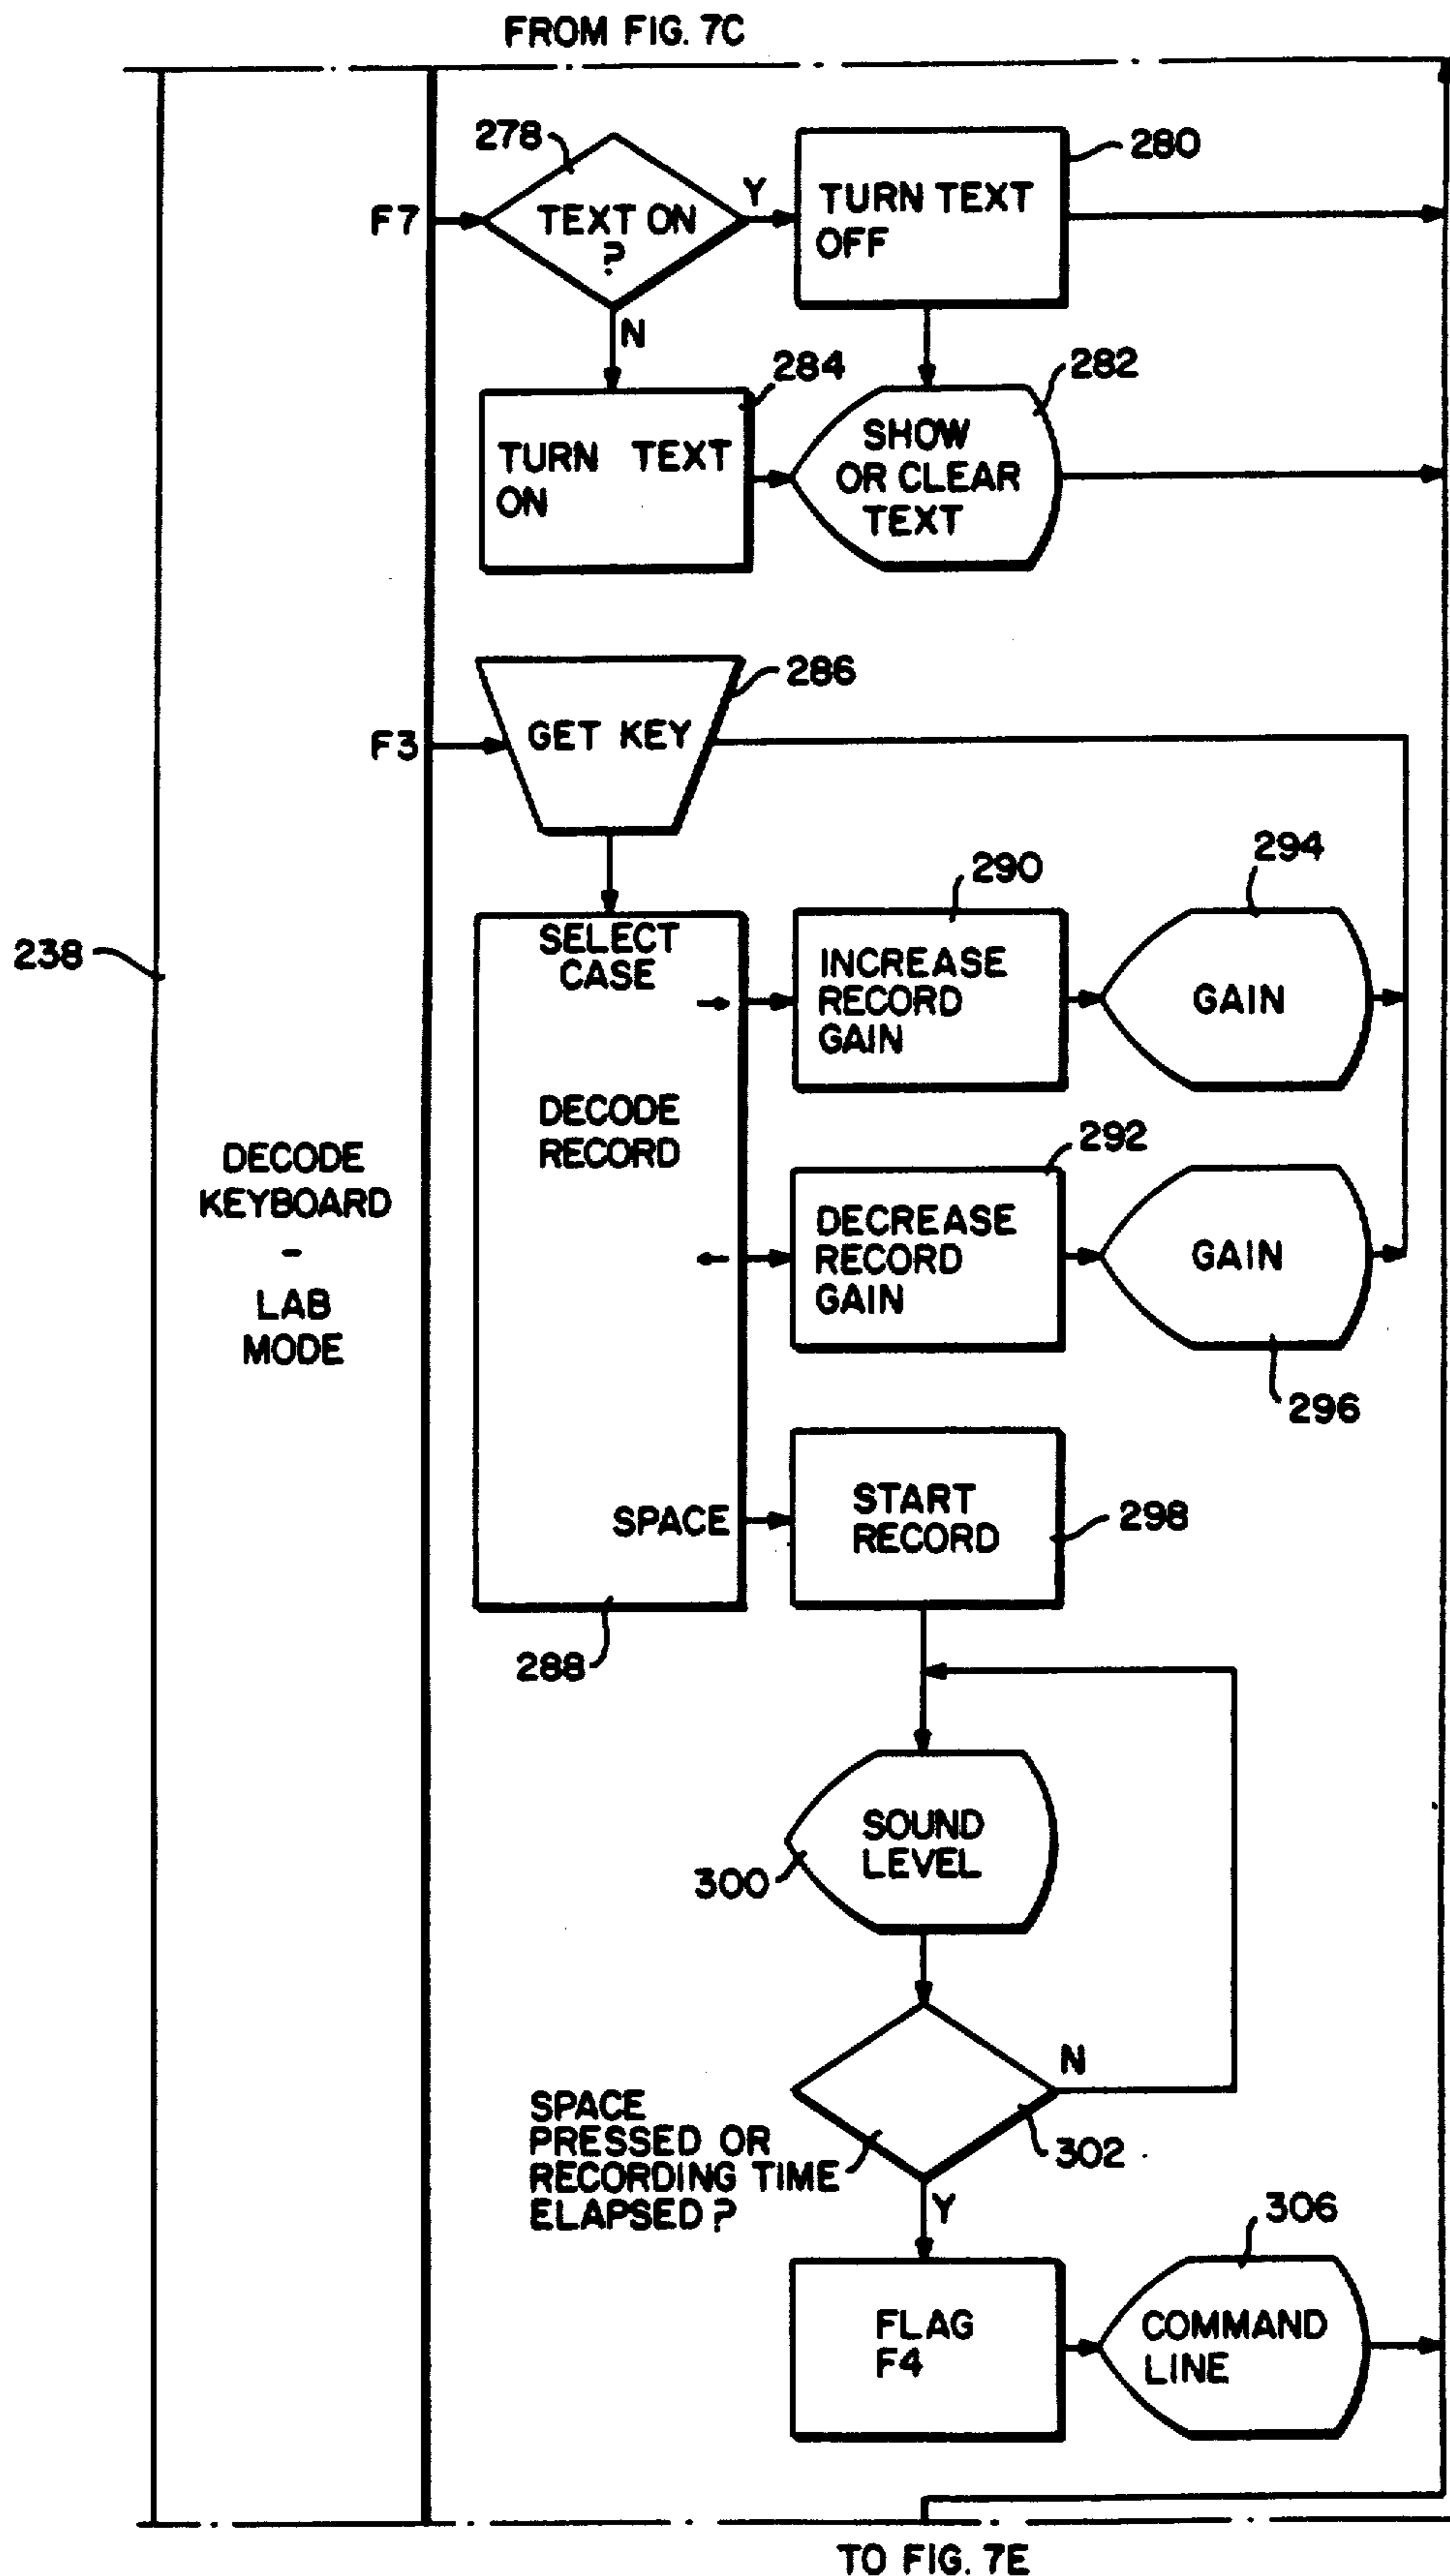 FROM FIG. 7C
278
280
F7
TEXT ON
?
Y
TURN TEXT
OFF
N
284
282
TURN TEXT
ON
SHOW
OR CLEAR
TEXT
286
F3
GET KEY
290
294
238
SELECT
CASE
→
INCREASE
RECORD
GAIN
GAIN
DECODE
RECORD
DECODE
KEYBOARD
-
LAB
MODE
292
←
DECREASE
RECORD
GAIN
GAIN
296
SPACE
START
RECORD
298
288
SOUND
LEVEL
300
N
SPACE
PRESSED OR
RECORDING TIME
ELAPSED ?
302
Y
306
FLAG
F4
COMMAND
LINE
TO FIG. 7E